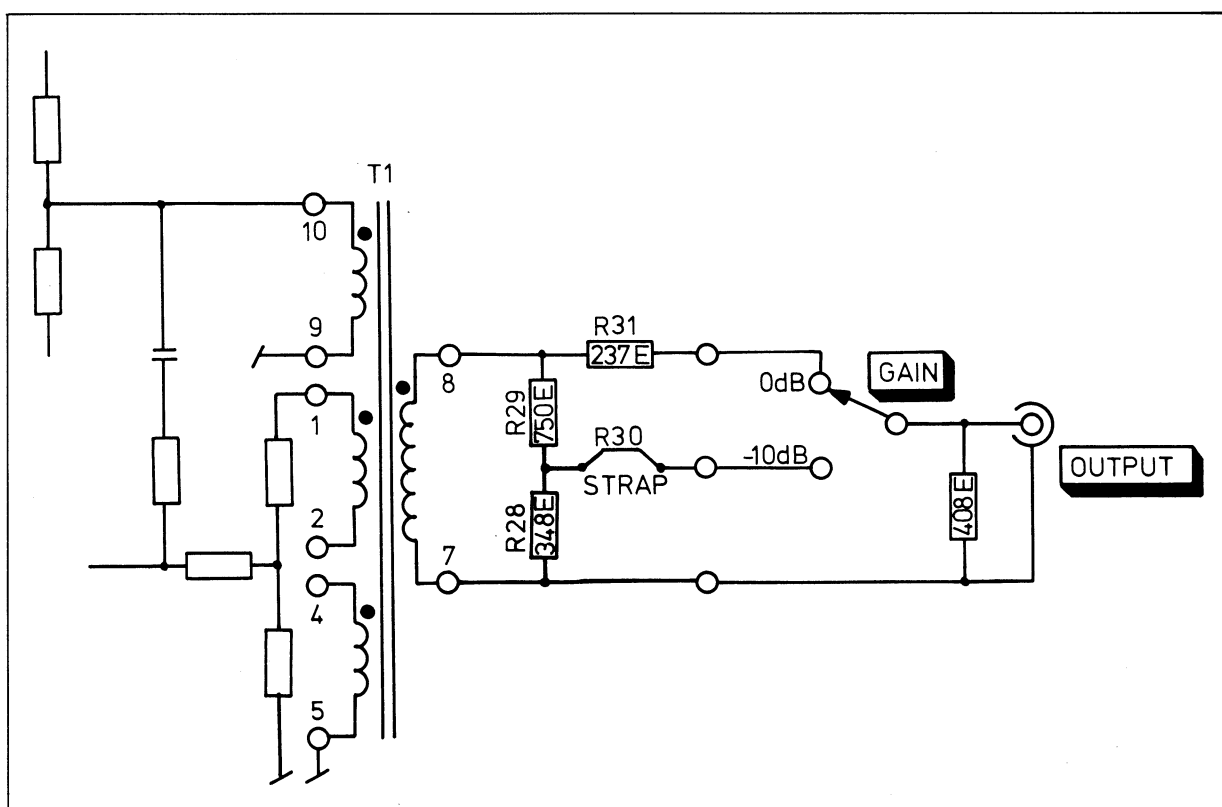 T1
10
9
1
2
4
5
8
7
R31
237E
R29
750E
R30
STRAP
R28
348E
0dB
-10dB
GAIN
408E
OUTPUT